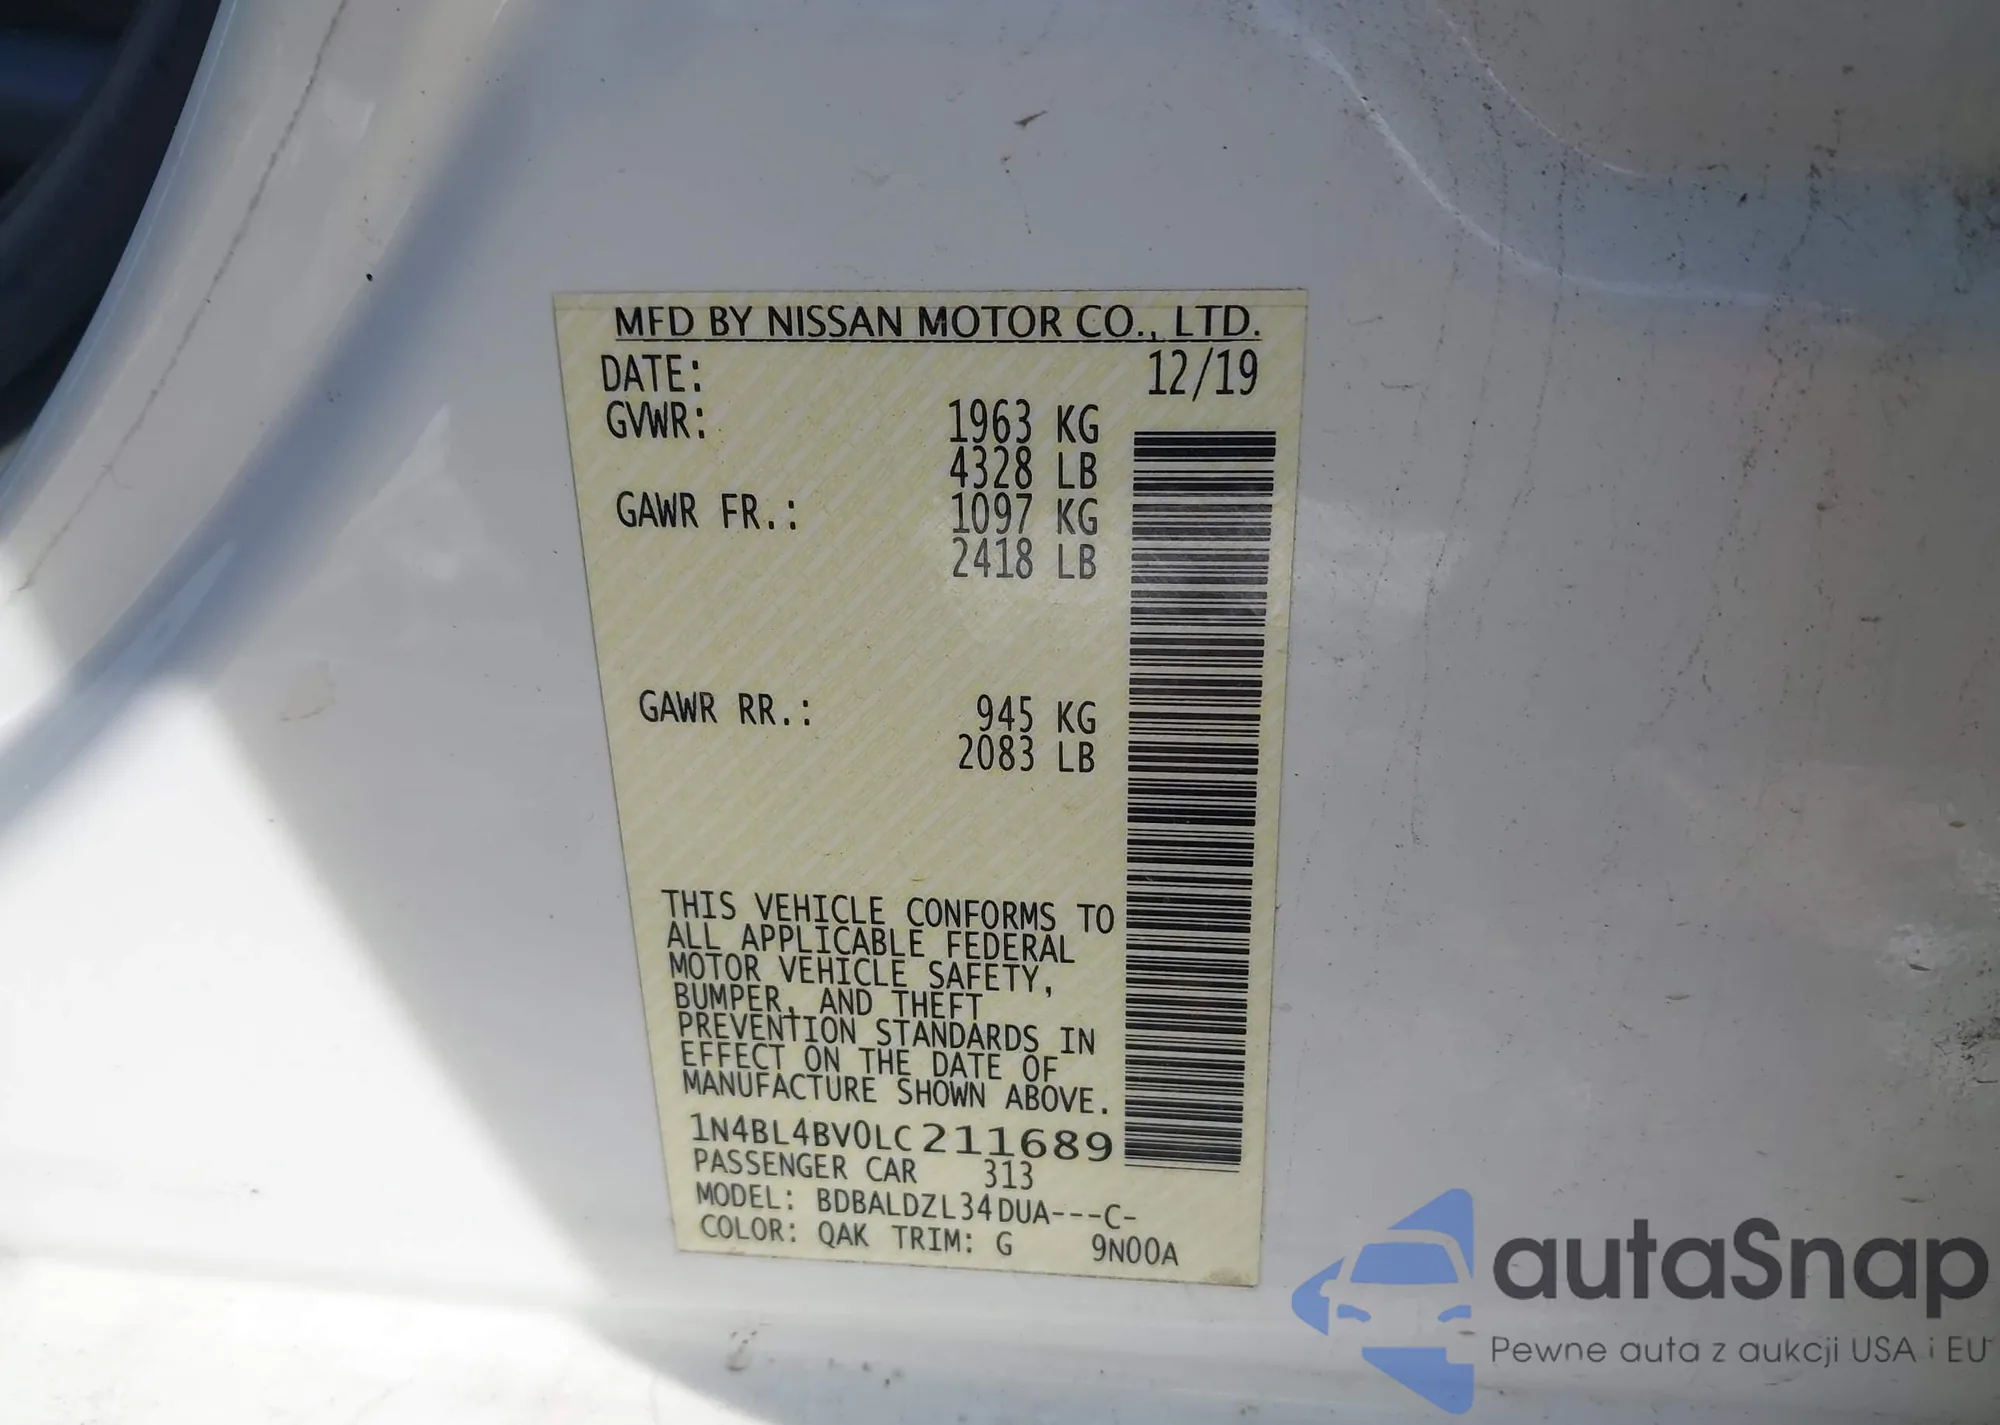 MFD BY NISSAN MOTOR CO., LTD.
DATE: 12/19
GVWR: 1963 KG
4328 LB
GAWR FR.: 1097 KG
2418 LB
GAWR RR.: 945 KG
2083 LB
THIS VEHICLE CONFORMS TO
ALL APPLICABLE FEDERAL
MOTOR VEHICLE SAFETY,
BUMPER, AND THEFT
PREVENTION STANDARDS IN
EFFECT ON THE DATE OF
MANUFACTURE SHOWN ABOVE.
1N4BL4BV0LC211689
PASSENGER CAR 313
MODEL: BDBALDZL34DUA---C-
COLOR: QAK TRIM: G 9N00A
autaSnap
Pewne auta z aukcji USA i EU